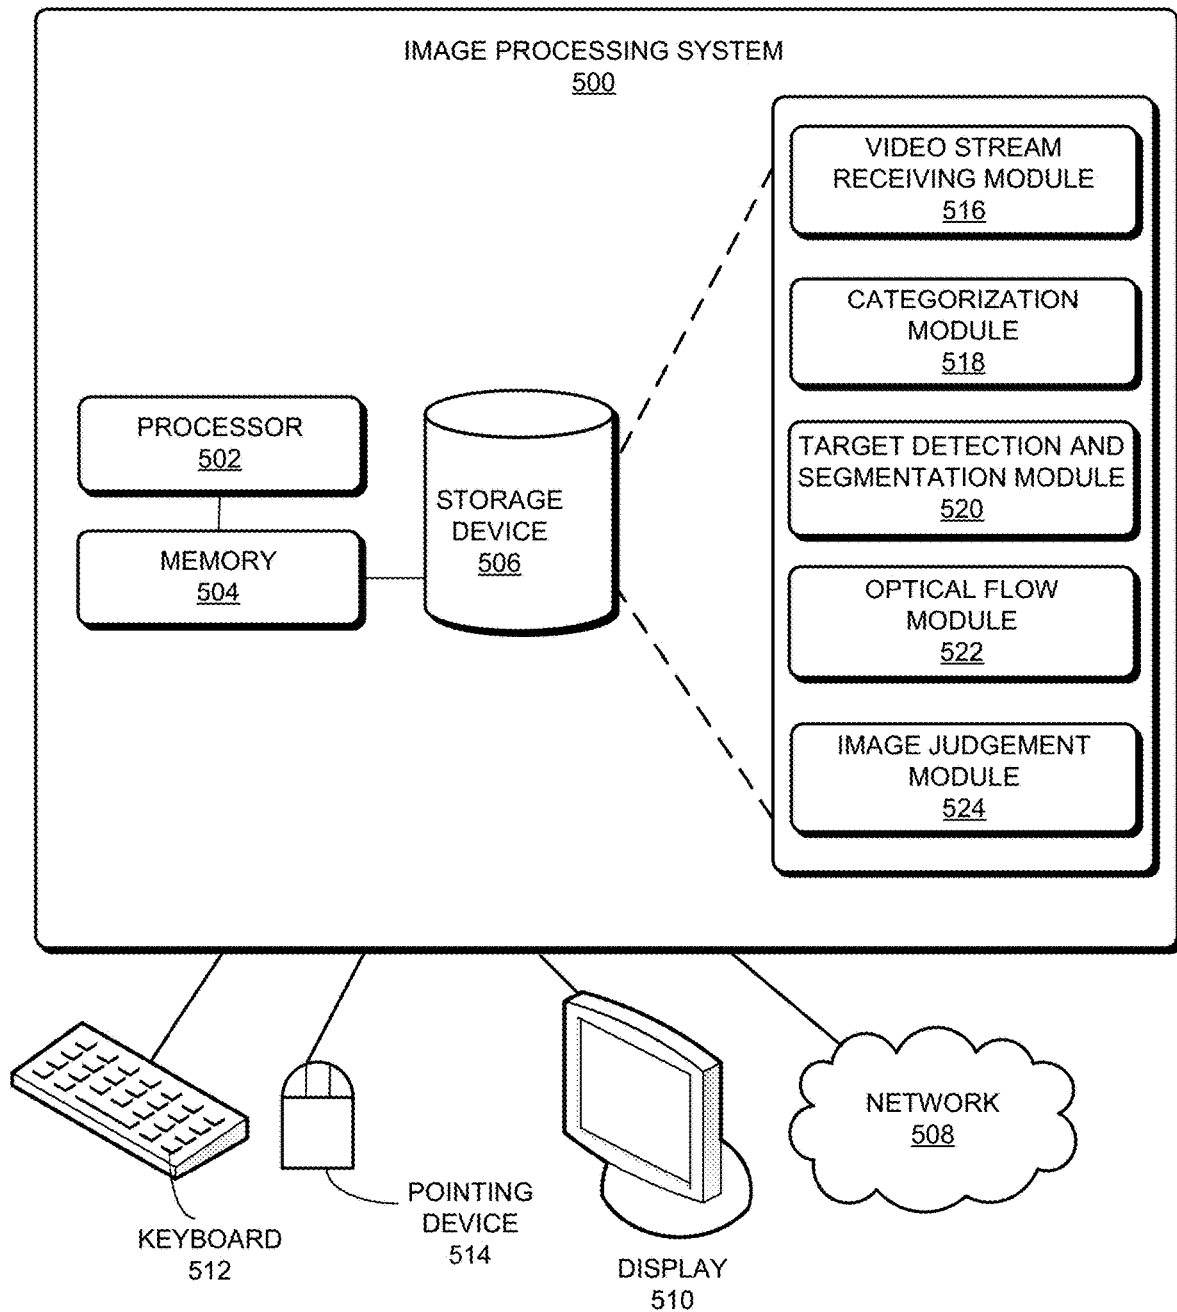 IMAGE PROCESSING SYSTEM
500
VIDEO STREAM
RECEIVING MODULE
516
CATEGORIZATION
MODULE
518
TARGET DETECTION AND
SEGMENTATION MODULE
520
OPTICAL FLOW
MODULE
522
IMAGE JUDGEMENT
MODULE
524
PROCESSOR
502
MEMORY
504
STORAGE
DEVICE
506
KEYBOARD
512
POINTING
DEVICE
514
DISPLAY
510
NETWORK
508